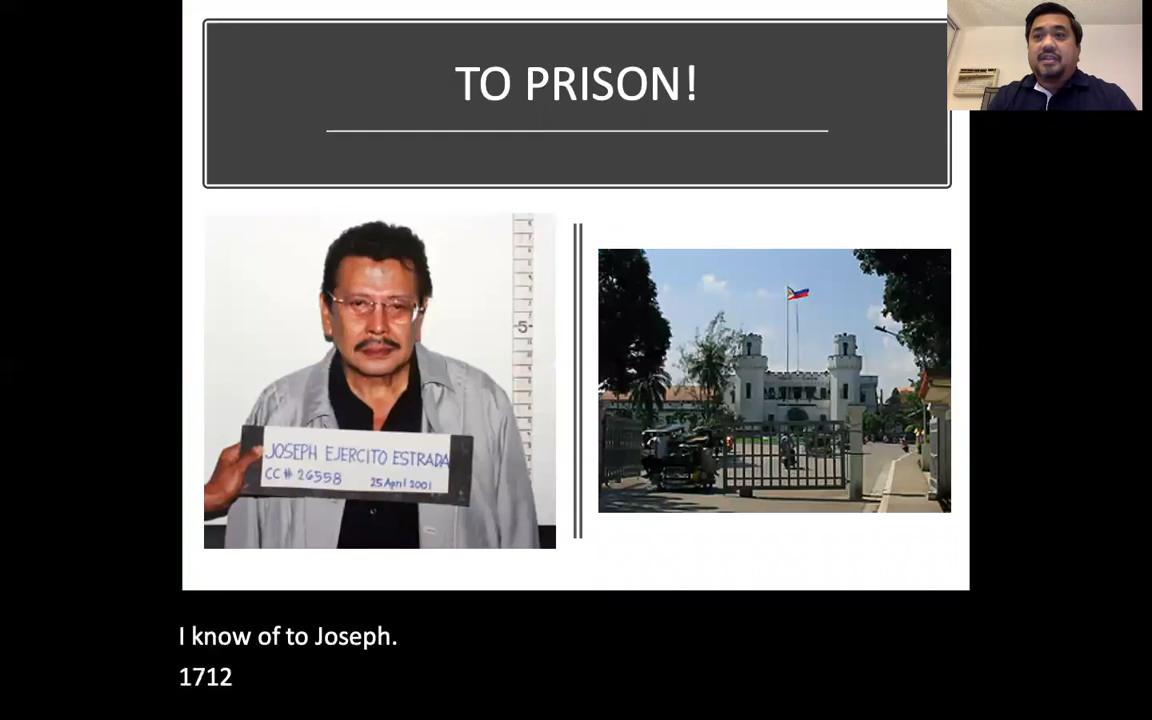 TO PRISON!
5
JOSEPH EJERCITO ESTRADA
CC# 26558 25 April 2001
I know of to Joseph.
1712